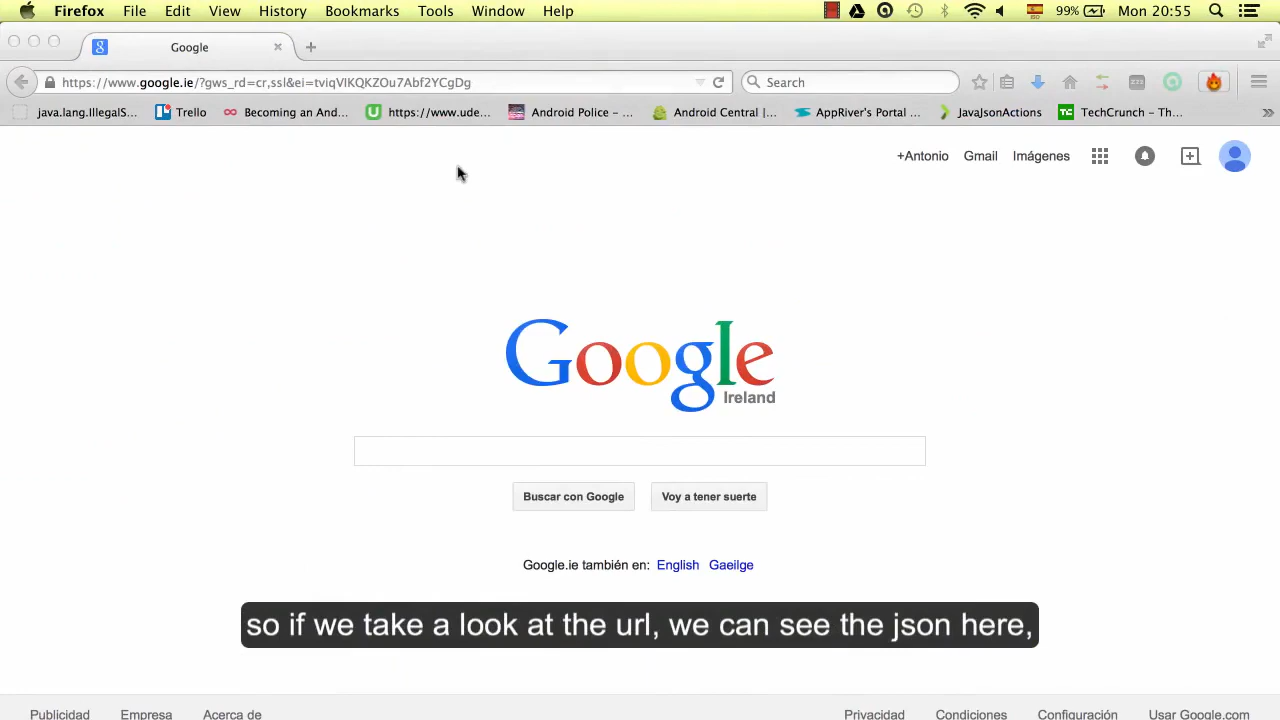 Firefox File Edit View History Bookmarks Tools Window Help 99% Mon 20:55
Google
https://www.google.ie/?gws_rd=cr,ssl&ei=tviqVIKQKZOu7Abf2YCgDg Search
java.lang.IllegalS... Trello Becoming an And... https://www.ude... Android Police – ... Android Central |... AppRiver's Portal ... JavaJsonActions TechCrunch – Th...
+Antonio Gmail Imágenes
Google
Ireland
Buscar con Google Voy a tener suerte
Google.ie también en: English Gaeilge
so if we take a look at the url, we can see the json here,
Publicidad Empresa Acerca de Privacidad Condiciones Configuración Usar Google.com